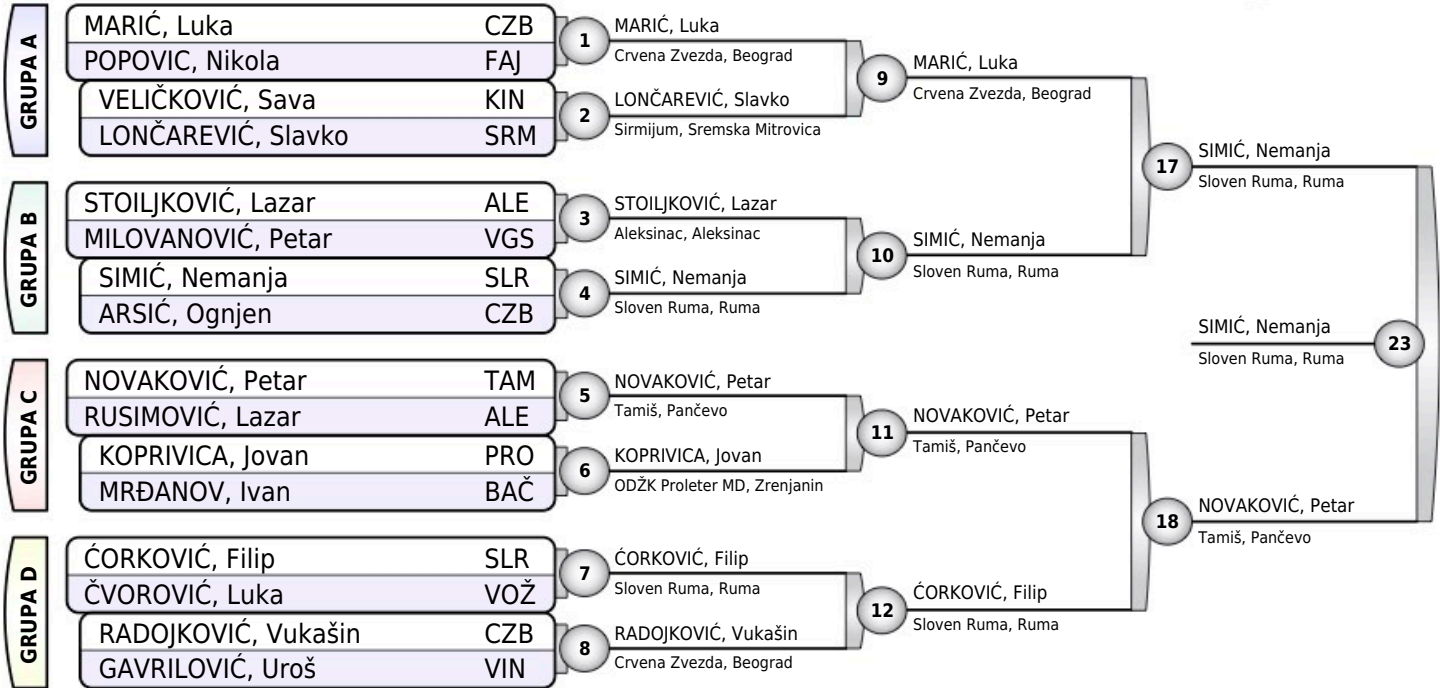 GRUPA A
MARIĆ, Luka CZB
POPOVIC, Nikola FAJ
VELIČKOVIĆ, Sava KIN
LONČAREVIĆ, Slavko SRM
GRUPA B
STOILJKOVIĆ, Lazar ALE
MILOVANOVIĆ, Petar VGS
SIMIĆ, Nemanja SLR
ARSIĆ, Ognjen CZB
GRUPA C
NOVAKOVIĆ, Petar TAM
RUSIMOVIĆ, Lazar ALE
KOPRIVICA, Jovan PRO
MRĐANOV, Ivan BAČ
GRUPA D
ĆORKOVIĆ, Filip SLR
ČVOROVIĆ, Luka VOŽ
RADOJKOVIĆ, Vukašin CZB
GAVRILOVIĆ, Uroš VIN
1
MARIĆ, Luka
Crvena Zvezda, Beograd
2
LONČAREVIĆ, Slavko
Sirmijum, Sremska Mitrovica
3
STOILJKOVIĆ, Lazar
Aleksinac, Aleksinac
4
SIMIĆ, Nemanja
Sloven Ruma, Ruma
5
NOVAKOVIĆ, Petar
Tamiš, Pančevo
6
KOPRIVICA, Jovan
ODŽK Proleter MD, Zrenjanin
7
ĆORKOVIĆ, Filip
Sloven Ruma, Ruma
8
RADOJKOVIĆ, Vukašin
Crvena Zvezda, Beograd
9
MARIĆ, Luka
Crvena Zvezda, Beograd
10
SIMIĆ, Nemanja
Sloven Ruma, Ruma
11
NOVAKOVIĆ, Petar
Tamiš, Pančevo
12
ĆORKOVIĆ, Filip
Sloven Ruma, Ruma
17
SIMIĆ, Nemanja
Sloven Ruma, Ruma
18
NOVAKOVIĆ, Petar
Tamiš, Pančevo
SIMIĆ, Nemanja
Sloven Ruma, Ruma
23